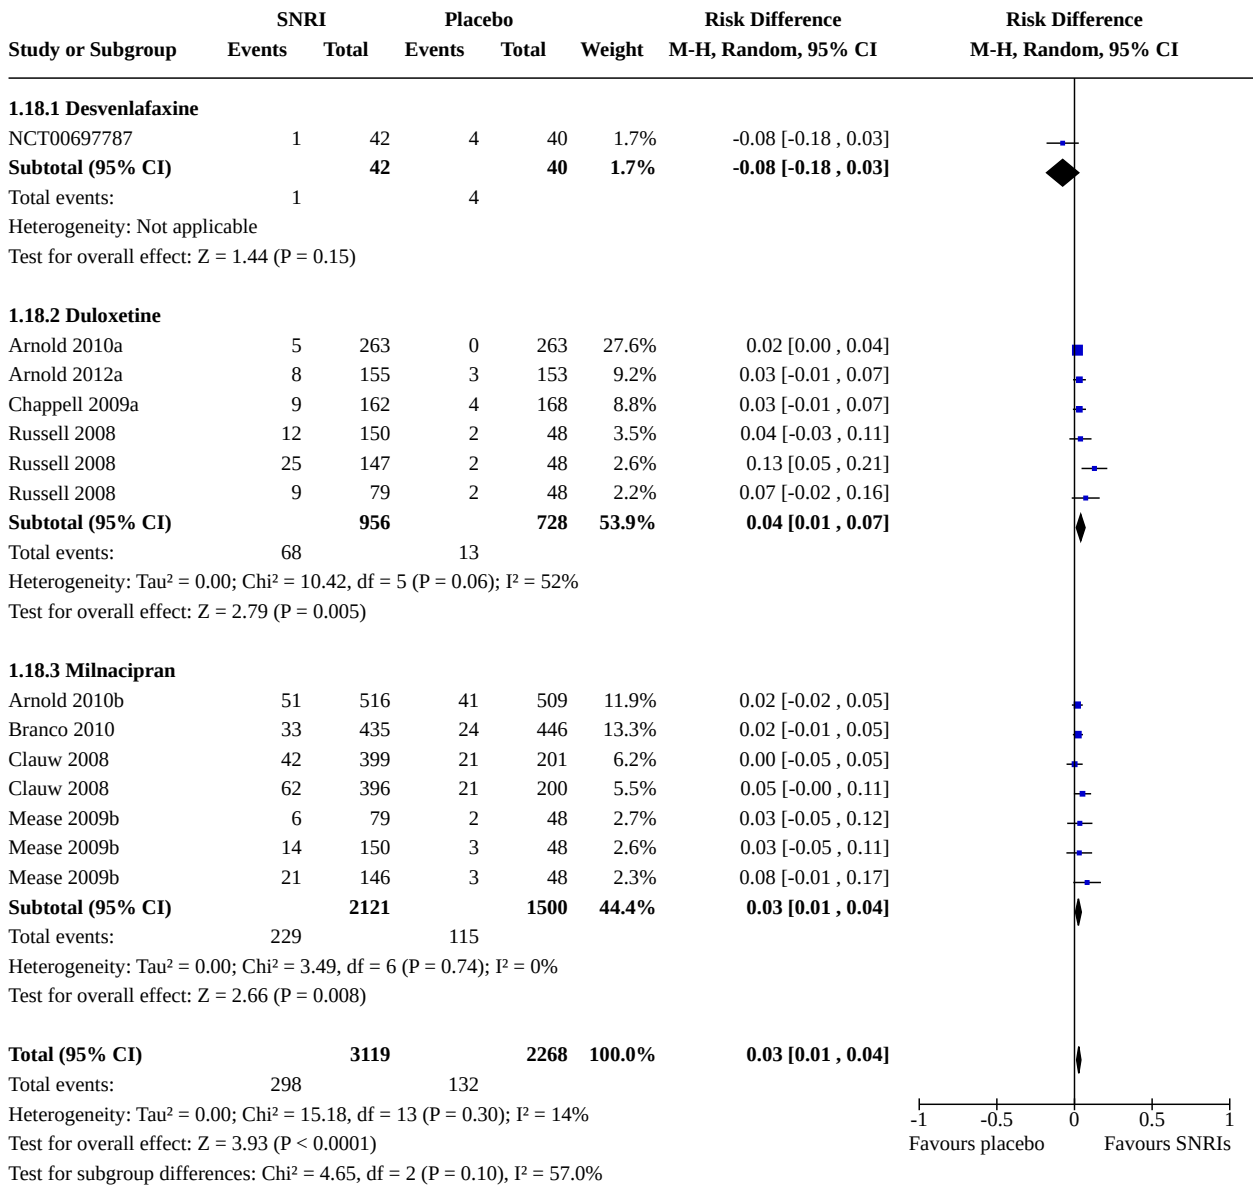 SNRI Placebo Risk Difference Risk Difference
Study or Subgroup Events Total Events Total Weight M-H, Random, 95% CI M-H, Random, 95% CI
1.18.1 Desvenlafaxine
NCT00697787 1 42 4 40 1.7% -0.08 [-0.18 , 0.03]
Subtotal (95% CI) 42 40 1.7% -0.08 [-0.18 , 0.03]
Total events: 1 4
Heterogeneity: Not applicable
Test for overall effect: Z = 1.44 (P = 0.15)
1.18.2 Duloxetine
Arnold 2010a 5 263 0 263 27.6% 0.02 [0.00 , 0.04]
Arnold 2012a 8 155 3 153 9.2% 0.03 [-0.01 , 0.07]
Chappell 2009a 9 162 4 168 8.8% 0.03 [-0.01 , 0.07]
Russell 2008 12 150 2 48 3.5% 0.04 [-0.03 , 0.11]
Russell 2008 25 147 2 48 2.6% 0.13 [0.05 , 0.21]
Russell 2008 9 79 2 48 2.2% 0.07 [-0.02 , 0.16]
Subtotal (95% CI) 956 728 53.9% 0.04 [0.01 , 0.07]
Total events: 68 13
Heterogeneity: Tau² = 0.00; Chi² = 10.42, df = 5 (P = 0.06); I² = 52%
Test for overall effect: Z = 2.79 (P = 0.005)
1.18.3 Milnacipran
Arnold 2010b 51 516 41 509 11.9% 0.02 [-0.02 , 0.05]
Branco 2010 33 435 24 446 13.3% 0.02 [-0.01 , 0.05]
Clauw 2008 42 399 21 201 6.2% 0.00 [-0.05 , 0.05]
Clauw 2008 62 396 21 200 5.5% 0.05 [-0.00 , 0.11]
Mease 2009b 6 79 2 48 2.7% 0.03 [-0.05 , 0.12]
Mease 2009b 14 150 3 48 2.6% 0.03 [-0.05 , 0.11]
Mease 2009b 21 146 3 48 2.3% 0.08 [-0.01 , 0.17]
Subtotal (95% CI) 2121 1500 44.4% 0.03 [0.01 , 0.04]
Total events: 229 115
Heterogeneity: Tau² = 0.00; Chi² = 3.49, df = 6 (P = 0.74); I² = 0%
Test for overall effect: Z = 2.66 (P = 0.008)
Total (95% CI) 3119 2268 100.0% 0.03 [0.01 , 0.04]
Total events: 298 132
Heterogeneity: Tau² = 0.00; Chi² = 15.18, df = 13 (P = 0.30); I² = 14%
-1 -0.5 0 0.5 1
Test for overall effect: Z = 3.93 (P < 0.0001) Favours placebo Favours SNRIs
Test for subgroup differences: Chi² = 4.65, df = 2 (P = 0.10), I² = 57.0%